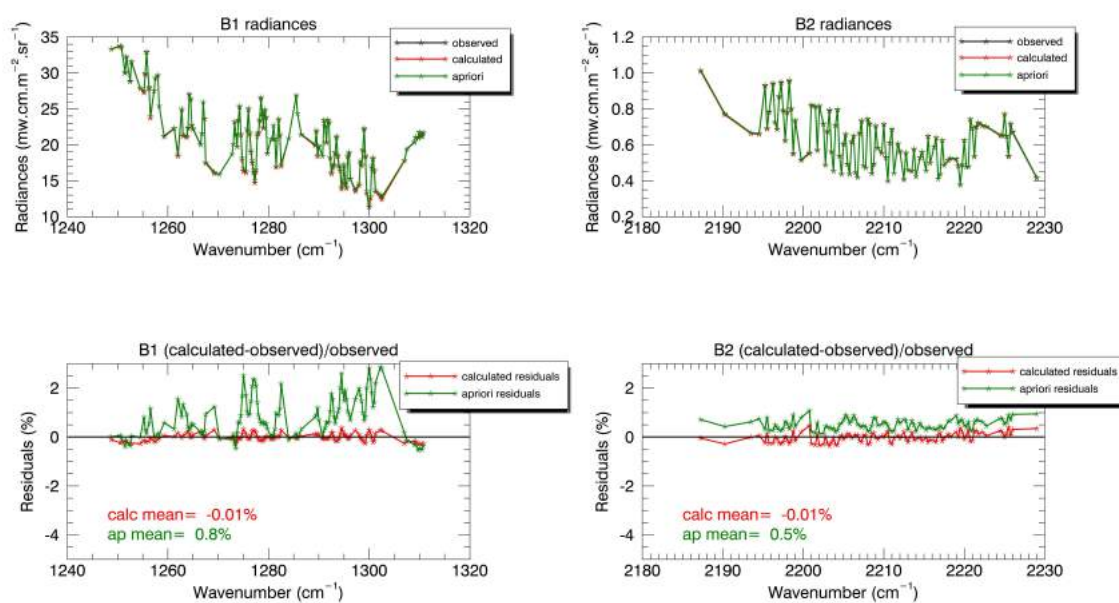 B1 radiances
35
30
25
20
15
10
Radiances (mw.cm.m⁻².sr⁻¹)
observed
calculated
apriori
1240 1260 1280 1300 1320
Wavenumber (cm⁻¹)
B2 radiances
1.2
1.0
0.8
0.6
0.4
0.2
Radiances (mw.cm.m⁻².sr⁻¹)
observed
calculated
apriori
2180 2190 2200 2210 2220 2230
Wavenumber (cm⁻¹)
B1 (calculated-observed)/observed
2
0
-2
-4
Residuals (%)
calculated residuals
apriori residuals
calc mean= -0.01%
ap mean= 0.8%
1240 1260 1280 1300 1320
Wavenumber (cm⁻¹)
B2 (calculated-observed)/observed
2
0
-2
-4
Residuals (%)
calculated residuals
apriori residuals
calc mean= -0.01%
ap mean= 0.5%
2180 2190 2200 2210 2220 2230
Wavenumber (cm⁻¹)